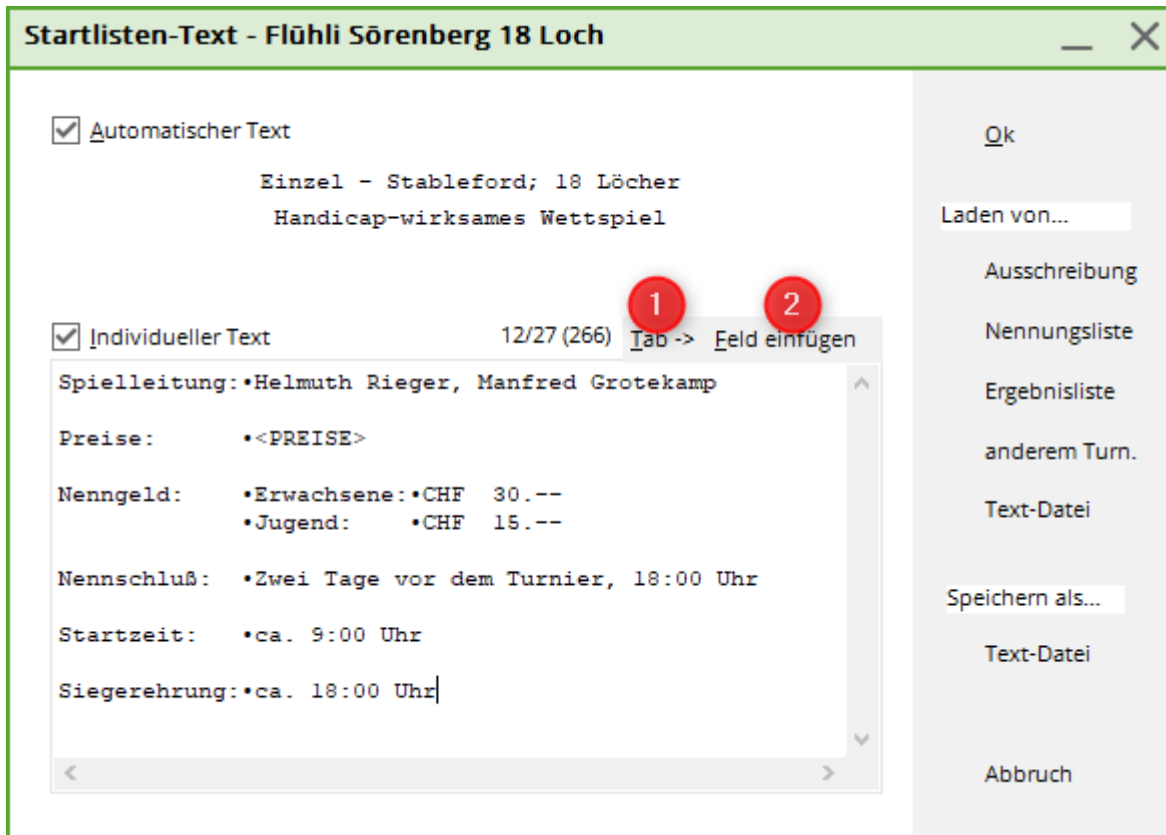 Startlisten-Text - Flühli Sörenberg 18 Loch
Automatischer Text
Einzel - Stableford; 18 Löcher
Handicap-wirksames Wettspiel
1 2
Individueller Text 12/27 (266) Tab -> Feld einfügen
Spielleitung:•Helmuth Rieger, Manfred Grotekamp
Preise: •<PREISE>
Nenngeld: •Erwachsene:•CHF 30.--
•Jugend: •CHF 15.--
Nennschluß: •Zwei Tage vor dem Turnier, 18:00 Uhr
Startzeit: •ca. 9:00 Uhr
Siegerehrung:•ca. 18:00 Uhr
Ok
Laden von...
Ausschreibung
Nennungsliste
Ergebnisliste
anderem Turn.
Text-Datei
Speichern als...
Text-Datei
Abbruch